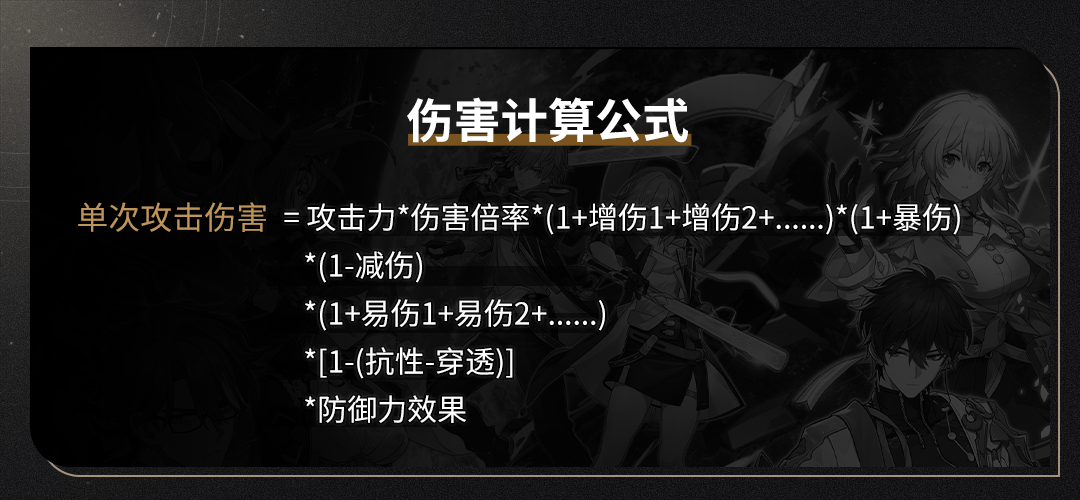 伤害计算公式
单次攻击伤害 = 攻击力*伤害倍率*(1+增伤1+增伤2+......)*(1+暴伤)
*(1-减伤)
*(1+易伤1+易伤2+......)
*[1-(抗性-穿透)]
*防御力效果